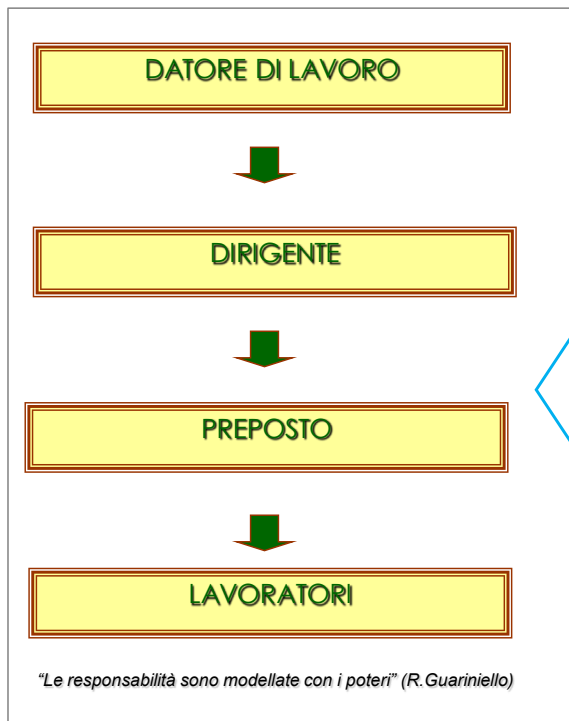 DATORE DI LAVORO
DIRIGENTE
PREPOSTO
LAVORATORI
“Le responsabilità sono modellate con i poteri” (R.Guariniello)